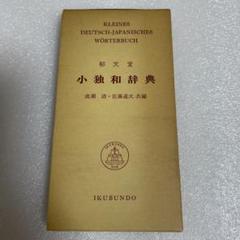 KLEINES
DEUTSCH-JAPANISCHES
WÖRTERBUCH
郁文堂
小独和辞典
IKUBUNDO